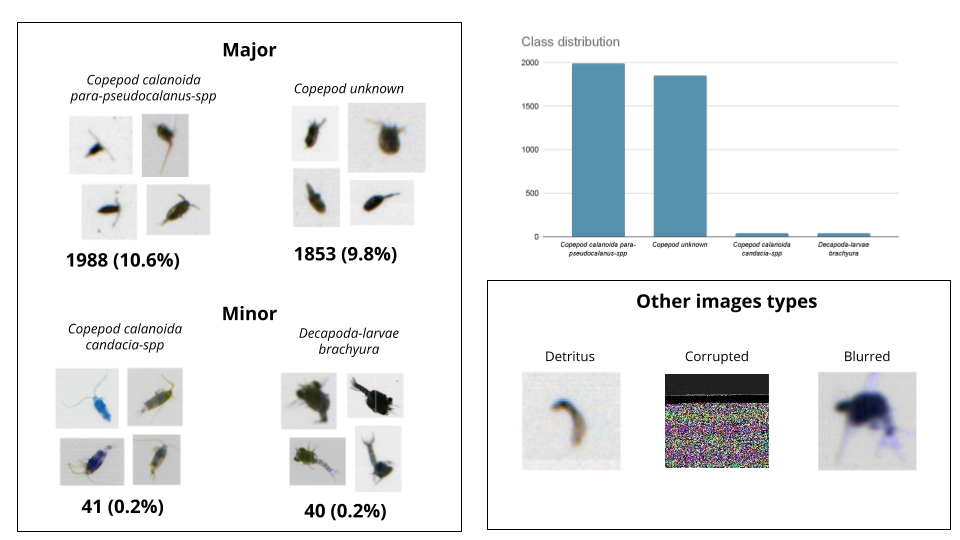 Major
Copepod calanoida
para-pseudocalanus-spp
Copepod unknown
1988 (10.6%)
1853 (9.8%)
Minor
Copepod calanoida
candacia-spp
Decapoda-larvae
brachyura
41 (0.2%)
40 (0.2%)
Class distribution
2000
1500
1000
500
0
Copepod calanoida para-
pseudocalanus-spp
Copepod unknown
Copepod calanoida
candacia-spp
Decapoda-larvae
brachyura
Other images types
Detritus
Corrupted
Blurred